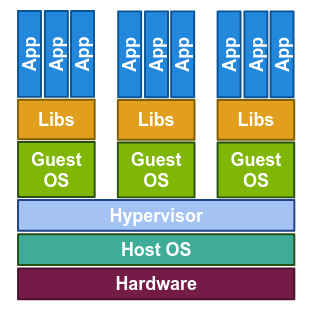 App App App App App App App App App
Libs Libs Libs
Guest OS Guest OS Guest OS
Hypervisor
Host OS
Hardware